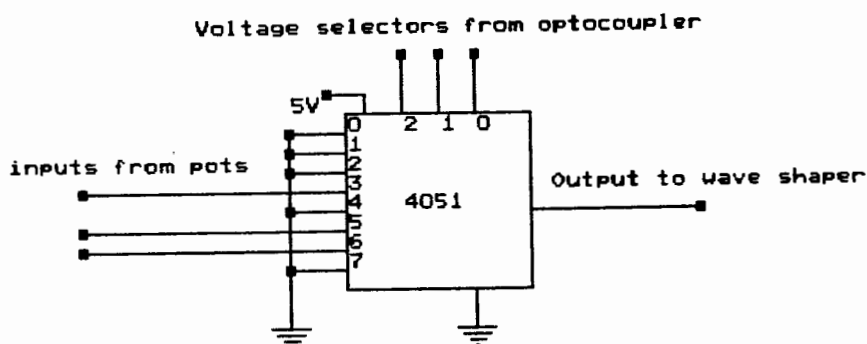 Voltage selectors from optocoupler
5V
0 2 1 0
1
inputs from pots
2
3
Output to wave shaper
4
4051
5
6
7